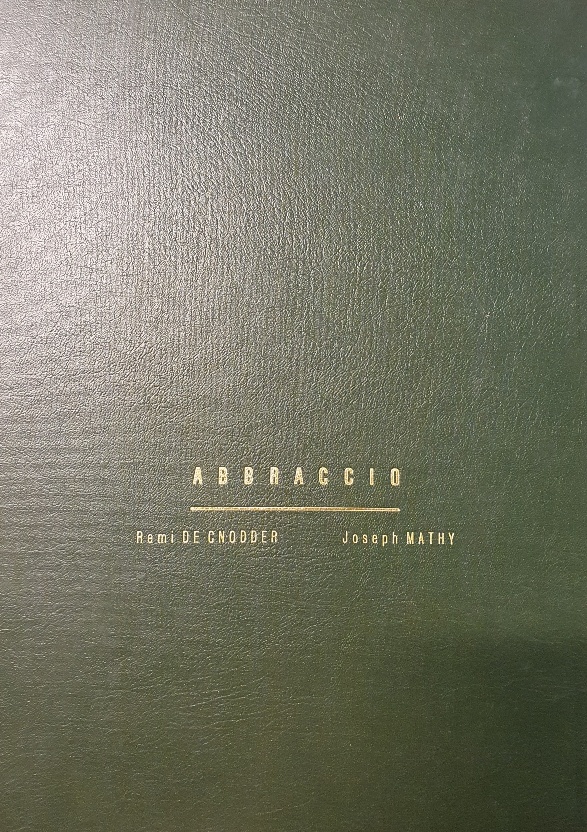 ABBRACCIO
Remi DE CNODDER Joseph MATHY